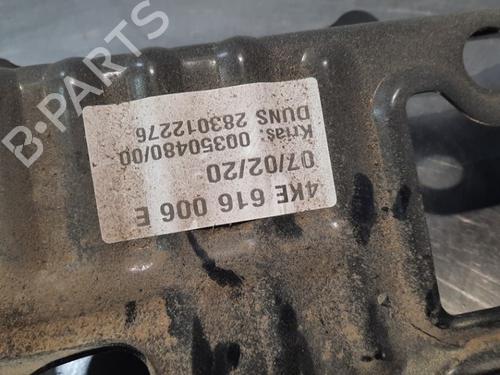 4KE 616 006 E
07/02/20
Krias: 00350480/00
DUNS 283012276
B-PARTS